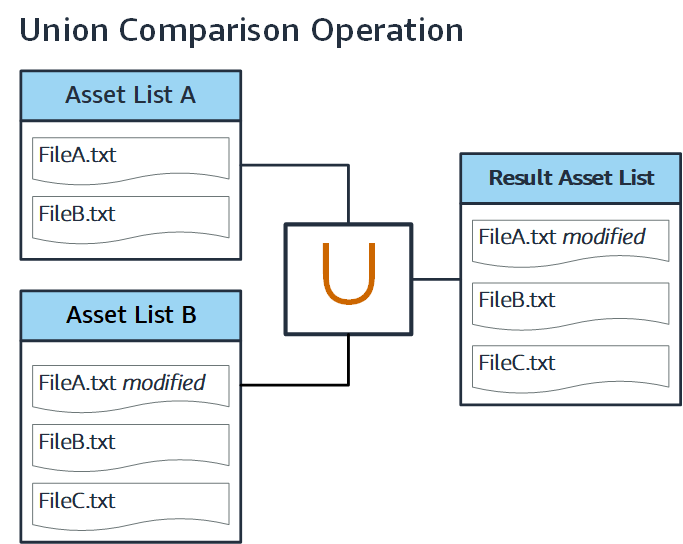 Union Comparison Operation
Asset List A
FileA.txt
FileB.txt
Asset List B
FileA.txt modified
FileB.txt
FileC.txt
U
Result Asset List
FileA.txt modified
FileB.txt
FileC.txt